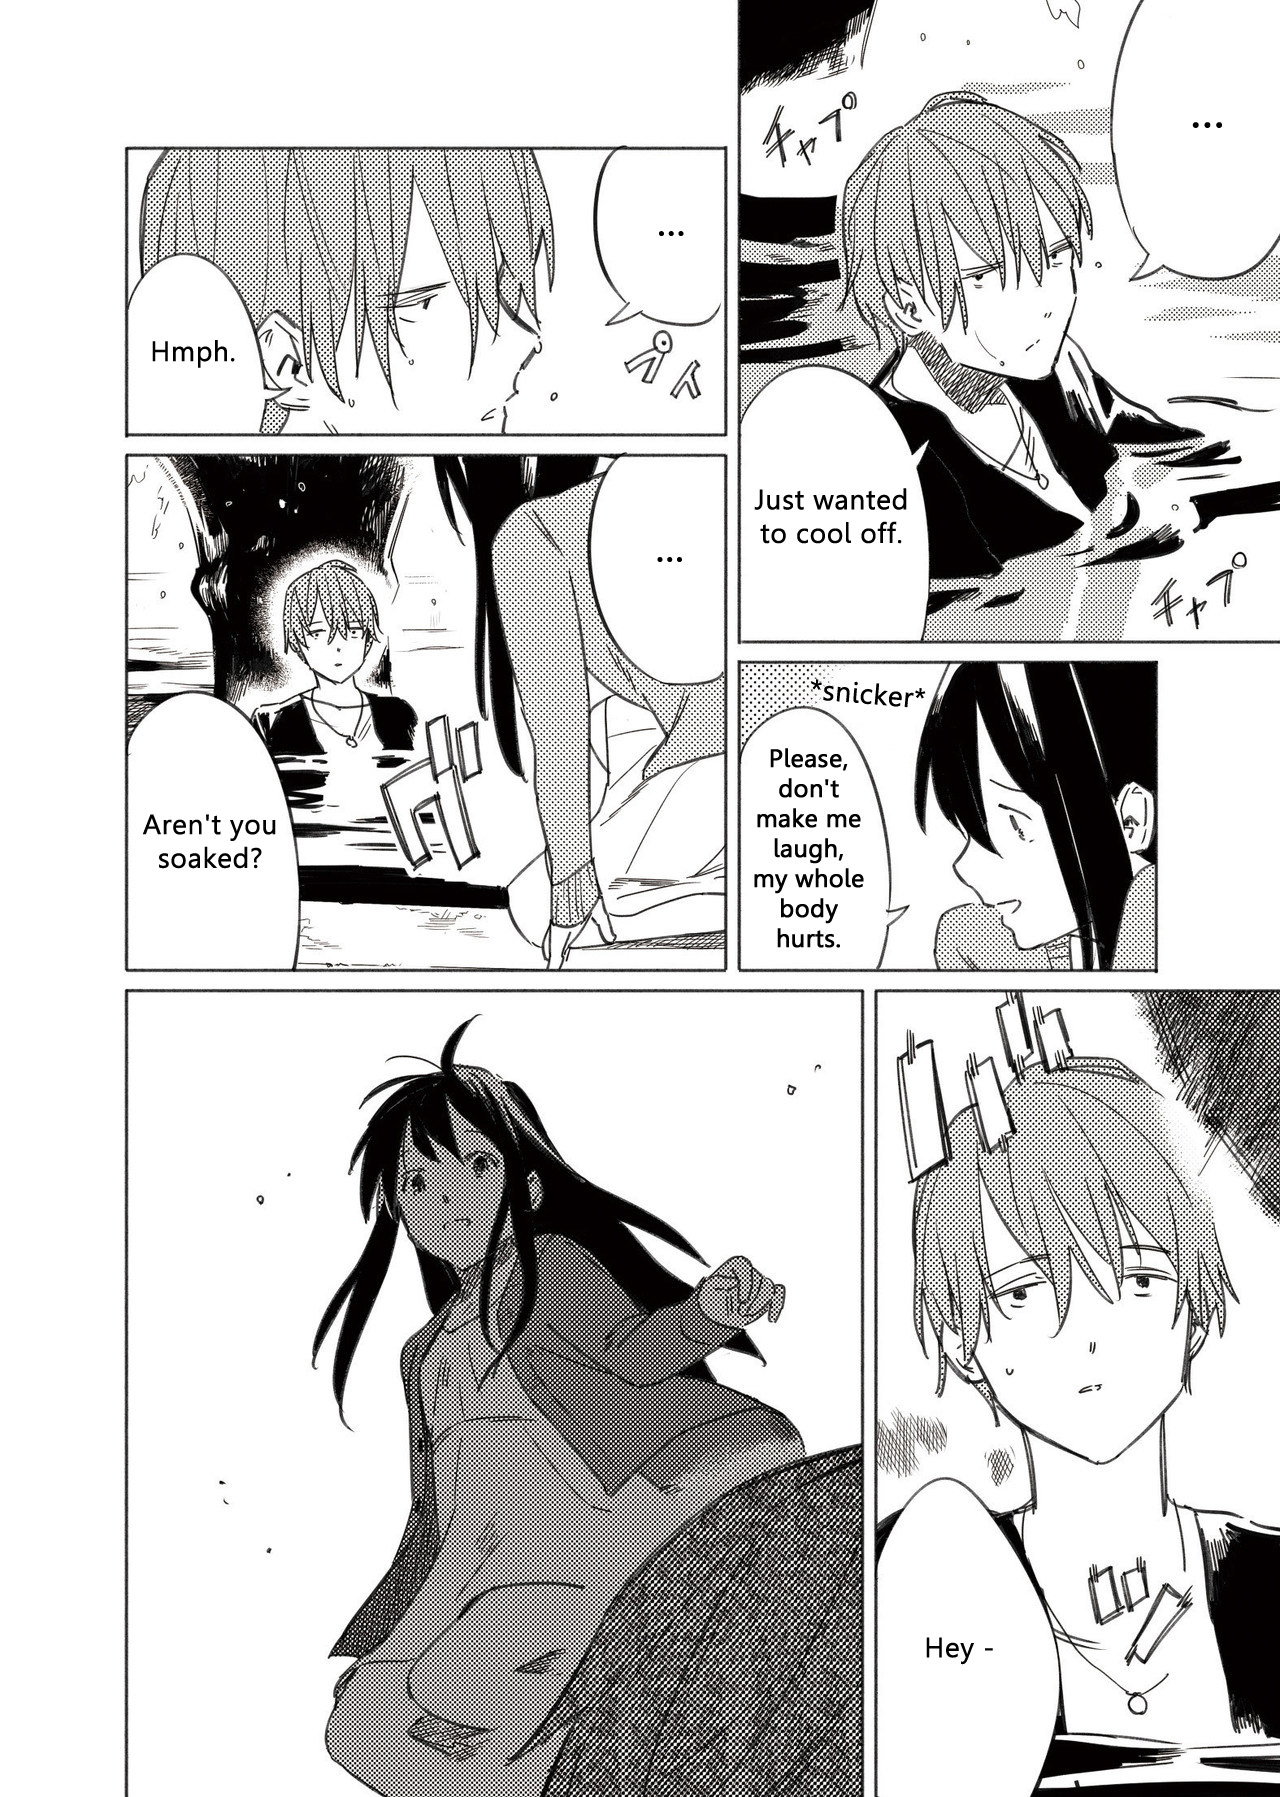 ...
チャプ
Just wanted
to cool off.
チャプ
*snicker*
Please,
don't
make me
laugh,
my whole
body
hurts.
...
Hmph.
プイ
...
Aren't you
soaked?
Hey -